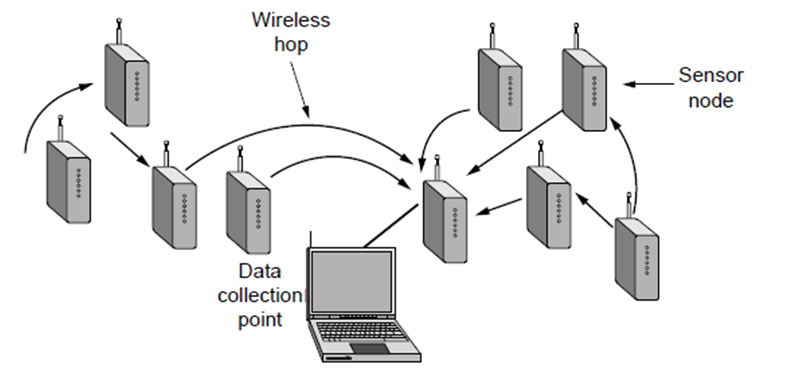 Wireless
hop
Sensor
node
Data
collection
point